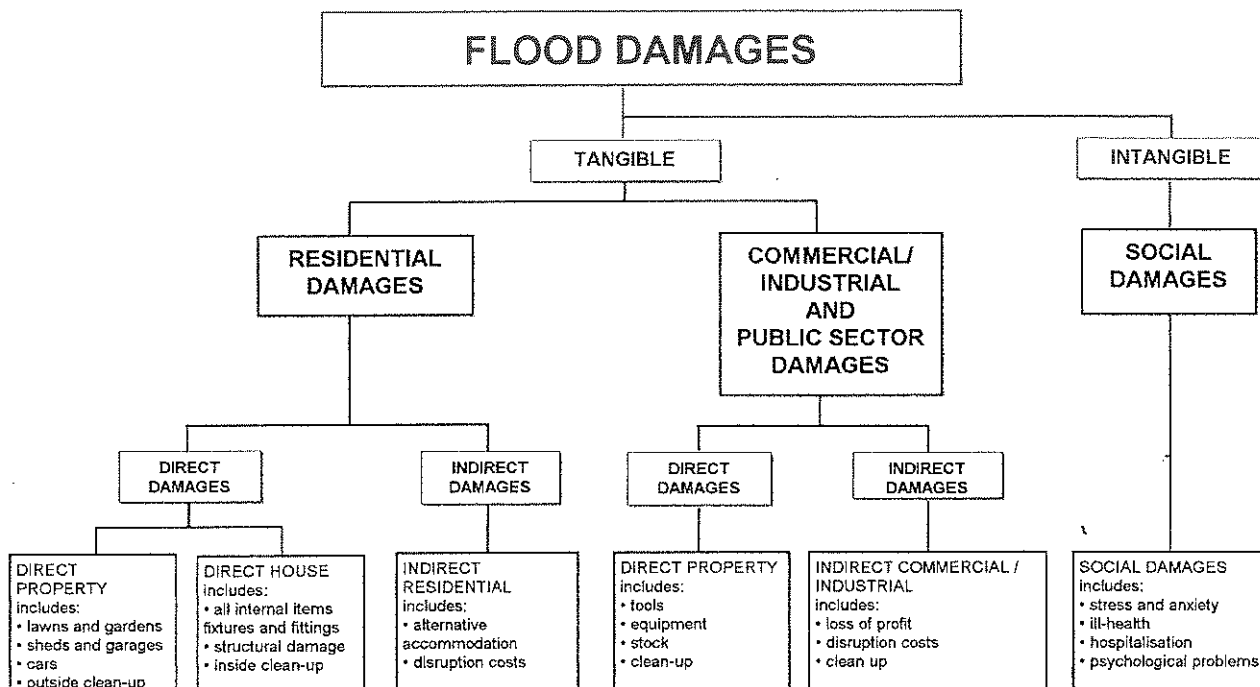 FLOOD DAMAGES
TANGIBLE
INTANGIBLE
RESIDENTIAL
DAMAGES
COMMERCIAL/
INDUSTRIAL
AND
PUBLIC SECTOR
DAMAGES
SOCIAL
DAMAGES
DIRECT
DAMAGES
INDIRECT
DAMAGES
DIRECT
DAMAGES
INDIRECT
DAMAGES
DIRECT
PROPERTY
includes:
• lawns and gardens
• sheds and garages
• cars
• outside clean-up
DIRECT HOUSE
includes:
• all internal items
fixtures and fittings
• structural damage
• inside clean-up
INDIRECT
RESIDENTIAL
includes:
• alternative
accommodation
• disruption costs
DIRECT PROPERTY
includes:
• tools
• equipment
• stock
• clean-up
INDIRECT COMMERCIAL /
INDUSTRIAL
includes:
• loss of profit
• disruption costs
• clean up
SOCIAL DAMAGES
includes:
• stress and anxiety
• ill-health
• hospitalisation
• psychological problems